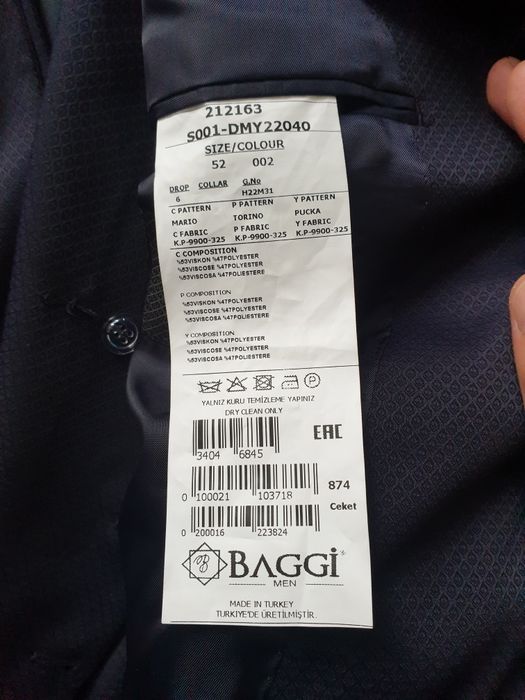 212163
S001-DMY22040
SIZE/COLOUR
52 002
DROP COLLAR G.No
6 H22M31
C PATTERN P PATTERN Y PATTERN
MARIO TORINO PUCKA
C FABRIC P FABRIC Y FABRIC
K.P-9900-325 K.P-9900-325 K.P-9900-325
C COMPOSITION
%53VISKON %47POLYESTER
%53VISCOSE %47POLYESTER
%53VISCOSA %47POLIESTERE
P COMPOSITION
%53VISKON %47POLYESTER
%53VISCOSE %47POLYESTER
%53VISCOSA %47POLIESTERE
Y COMPOSITION
%53VISKON %47POLYESTER
%53VISCOSE %47POLYESTER
%53VISCOSA %47POLIESTERE
P
YALNIZ KURU TEMİZLEME YAPINIZ
DRY CLEAN ONLY
3404 6845
EAC
0 100021 103718
874
Ceket
0 200016 223824
BAGGİ
MEN
MADE IN TURKEY
TURKIYE'DE ÜRETİLMİŞTİR.